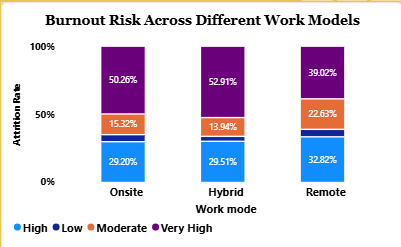 Burnout Risk Across Different Work Models
100%
50%
0%
Attrition Rate
50.26%
15.32%
29.20%
52.91%
13.94%
29.51%
39.02%
22.63%
32.82%
Onsite
Hybrid
Remote
Work mode
High Low Moderate Very High